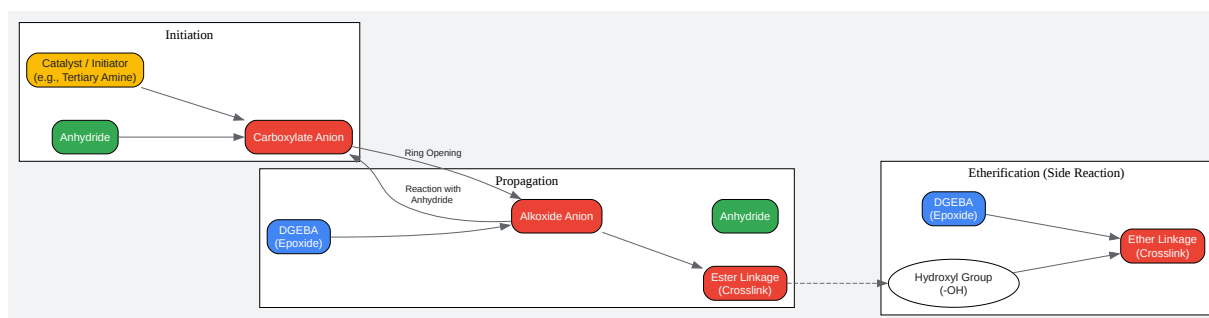 Initiation
Catalyst / Initiator
(e.g., Tertiary Amine)
Anhydride
Carboxylate Anion
Ring Opening
Reaction with
Anhydride
Propagation
DGEBA
(Epoxide)
Alkoxide Anion
Anhydride
Ester Linkage
(Crosslink)
Etherification (Side Reaction)
DGEBA
(Epoxide)
Ether Linkage
(Crosslink)
Hydroxyl Group
(-OH)